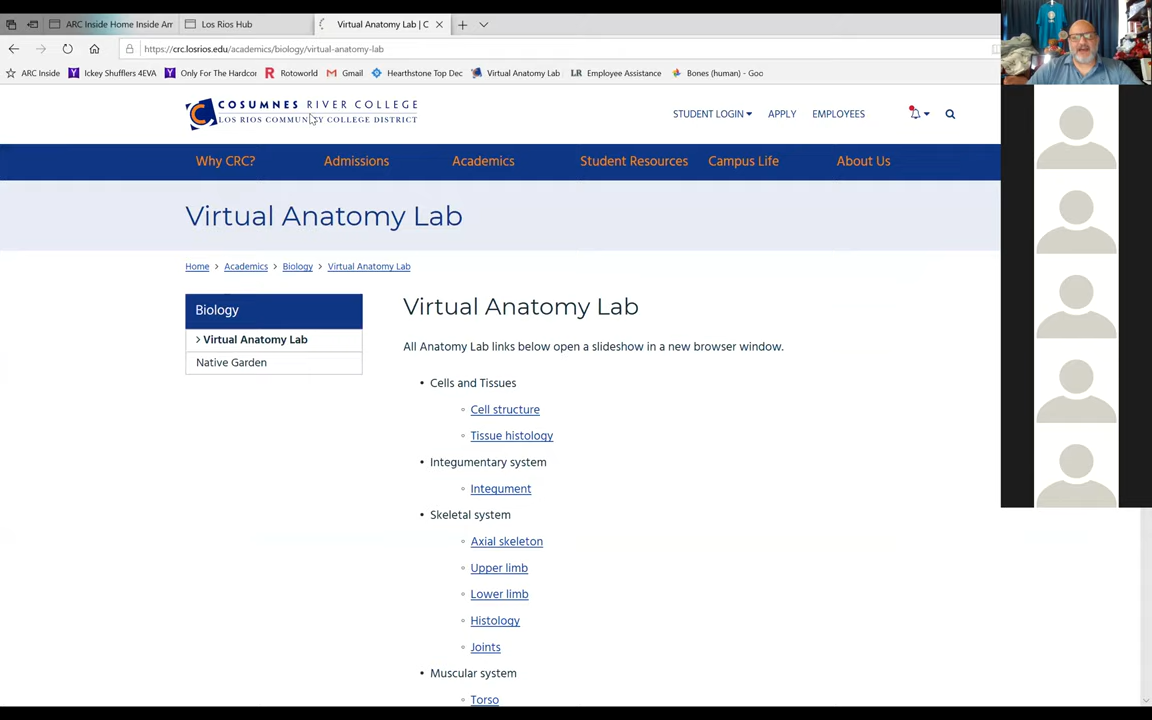 ARC Inside Home Inside Am
Los Rios Hub
Virtual Anatomy Lab | C
https://crc.losrios.edu/academics/biology/virtual-anatomy-lab
ARC Inside
Ickey Shufflers 4EVA
Only For The Hardcor
Rotoworld
Gmail
Hearthstone Top Dec
Virtual Anatomy Lab
LR Employee Assistance
Bones (human) - Goo
COSUMNES RIVER COLLEGE
LOS RIOS COMMUNITY COLLEGE DISTRICT
STUDENT LOGIN
APPLY
EMPLOYEES
Why CRC?
Admissions
Academics
Student Resources
Campus Life
About Us
Virtual Anatomy Lab
Home > Academics > Biology > Virtual Anatomy Lab
Biology
> Virtual Anatomy Lab
Native Garden
Virtual Anatomy Lab
All Anatomy Lab links below open a slideshow in a new browser window.
• Cells and Tissues
◦ Cell structure
◦ Tissue histology
• Integumentary system
◦ Integument
• Skeletal system
◦ Axial skeleton
◦ Upper limb
◦ Lower limb
◦ Histology
◦ Joints
• Muscular system
◦ Torso